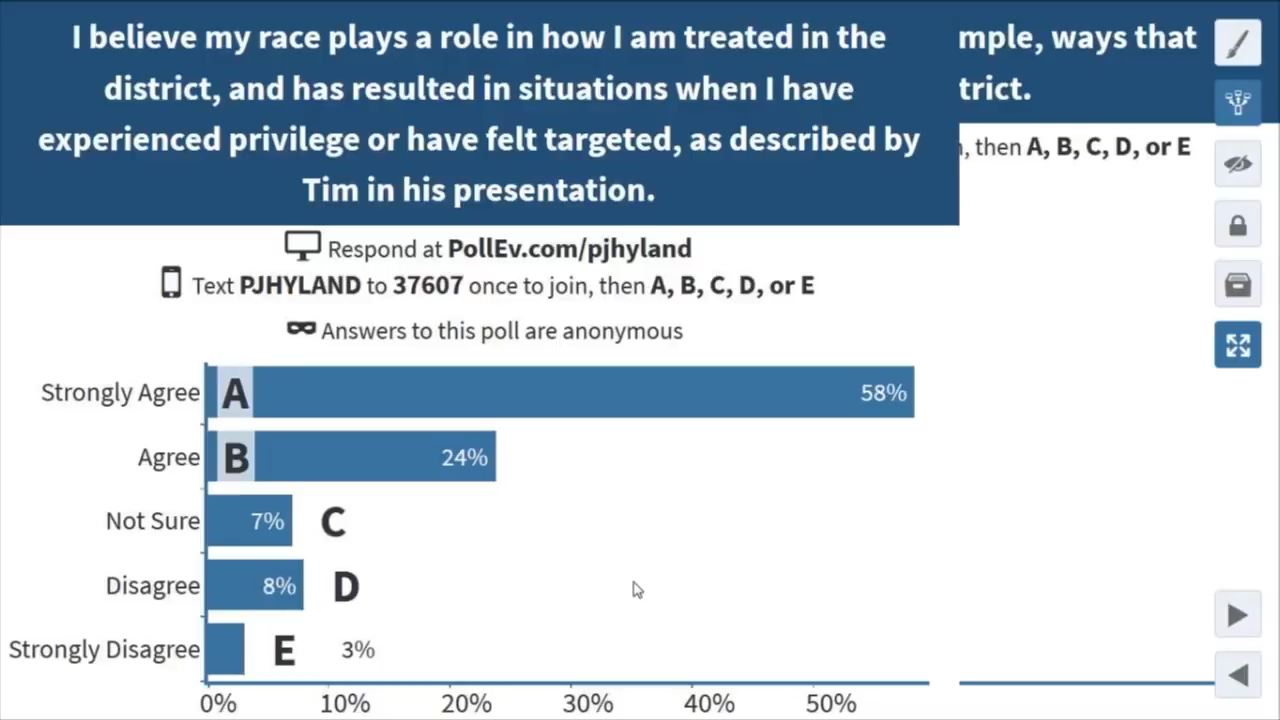 I believe my race plays a role in how I am treated in the
district, and has resulted in situations when I have
experienced privilege or have felt targeted, as described by
Tim in his presentation.
ways that
then A, B, C, D, or E
Respond at PollEv.com/pjhyland
Text PJHYLAND to 37607 once to join, then A, B, C, D, or E
Answers to this poll are anonymous
Strongly Agree A 58%
Agree B 24%
Not Sure 7% C
Disagree 8% D
Strongly Disagree E 3%
0% 10% 20% 30% 40% 50%